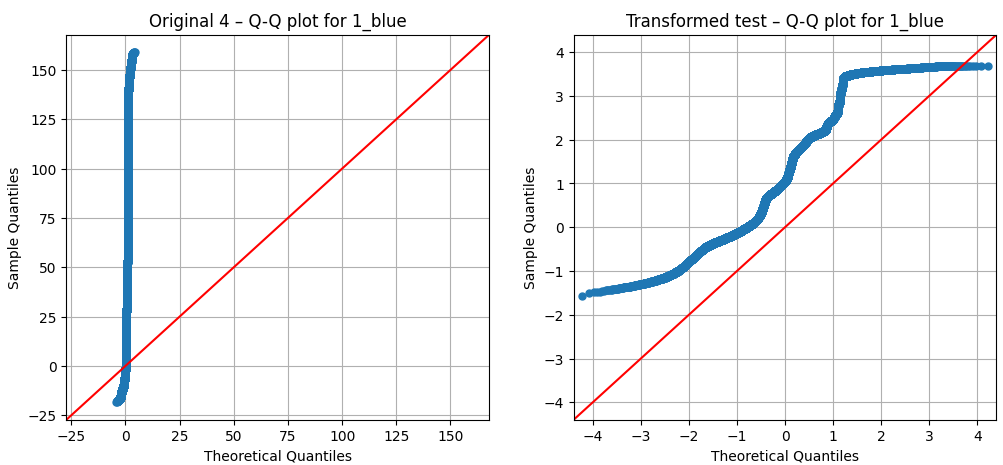 Original 4 – Q-Q plot for 1_blue
Sample Quantiles
150
125
100
75
50
25
0
−25
−25 0 25 50 75 100 125 150
Theoretical Quantiles
Transformed test – Q-Q plot for 1_blue
Sample Quantiles
4
3
2
1
0
−1
−2
−3
−4
−4 −3 −2 −1 0 1 2 3 4
Theoretical Quantiles